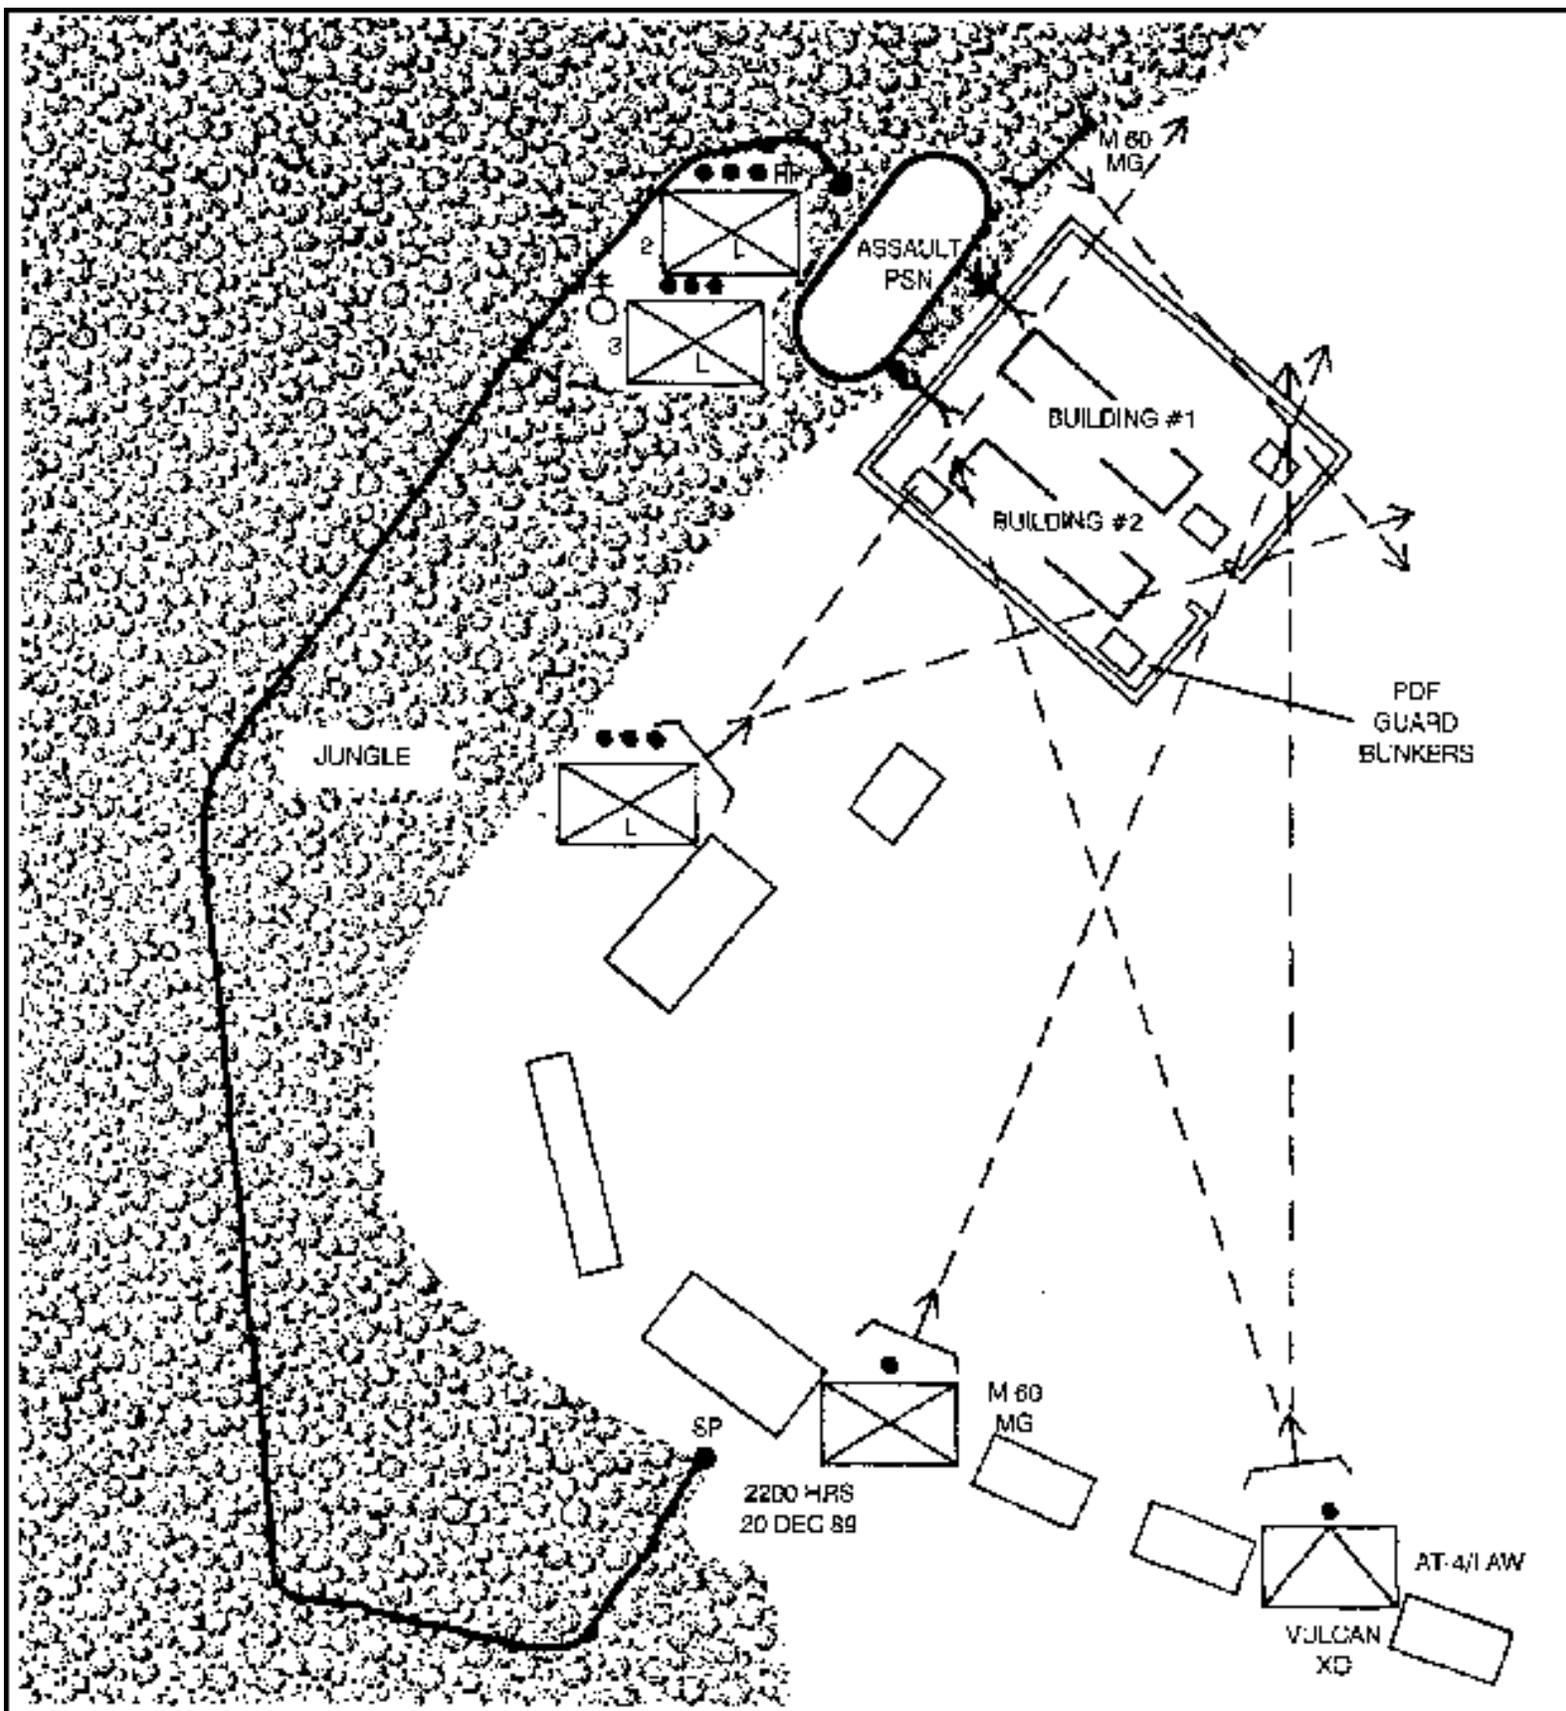 M 60
MG
RP
2
L
ASSAULT
PSN
3
L
BUILDING #1
BUILDING #2
PDF
GUARD
BUNKERS
JUNGLE
L
M 60
MG
SP
2200 HRS
20 DEC 89
AT-4/LAW
VULCAN
XO